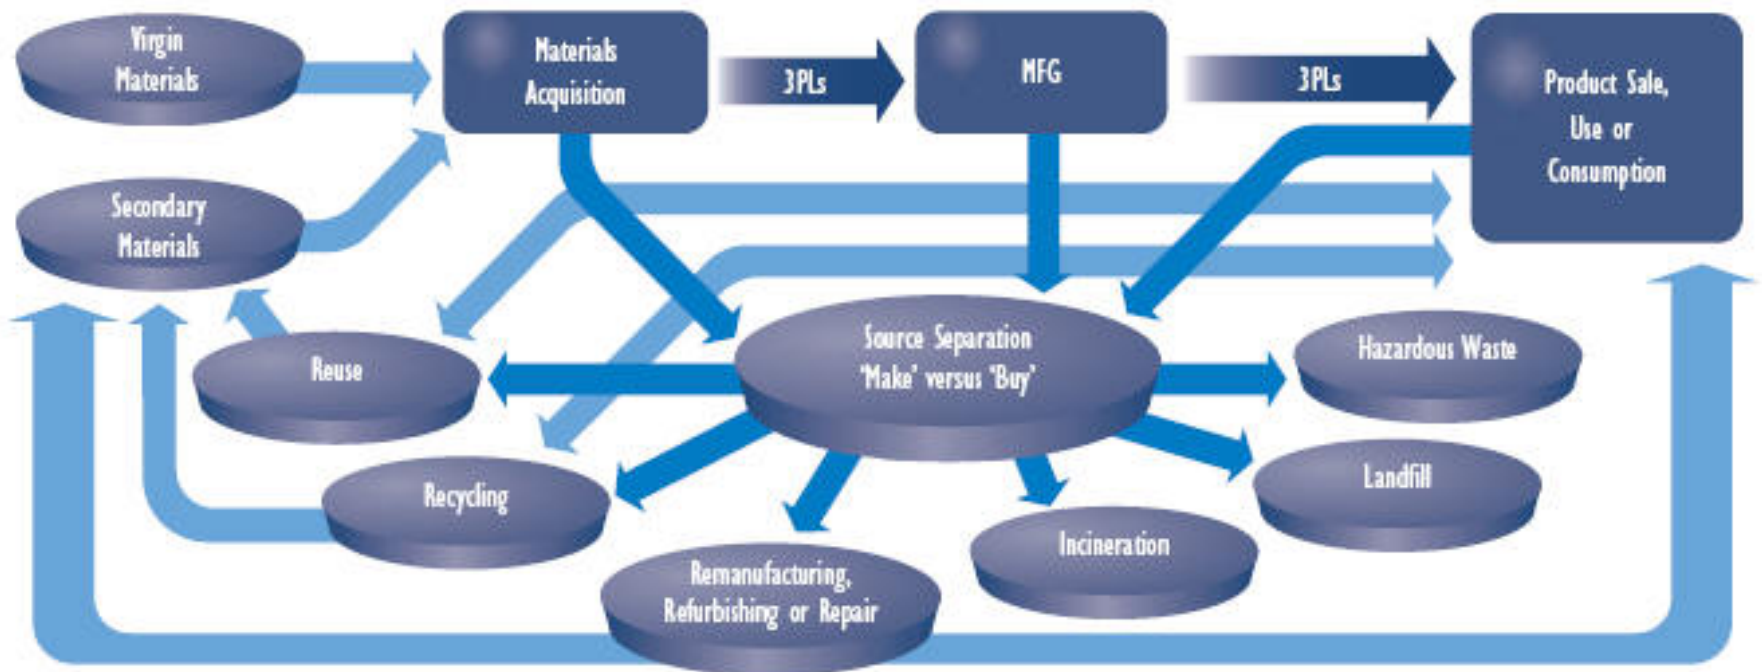 Virgin
Materials
Materials
Acquisition
3PLs
MFG
3PLs
Product Sale,
Use or
Consumption
Secondary
Materials
Source Separation
'Make' versus 'Buy'
Hazardous Waste
Reuse
Landfill
Recycling
Incineration
Remanufacturing,
Refurbishing or Repair